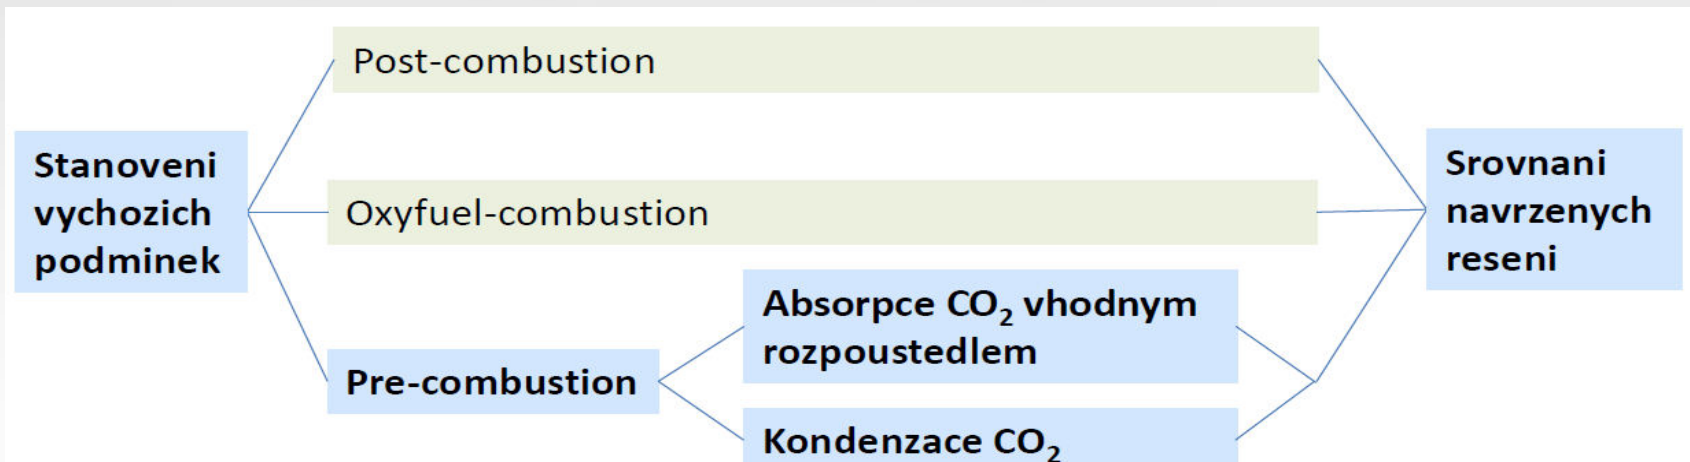 Post-combustion
Stanoveni
vychozich
podminek
Oxyfuel-combustion
Srovnani
navrzenych
reseni
Pre-combustion
Absorpce CO₂ vhodnym
rozpoustedlem
Kondenzace CO₂